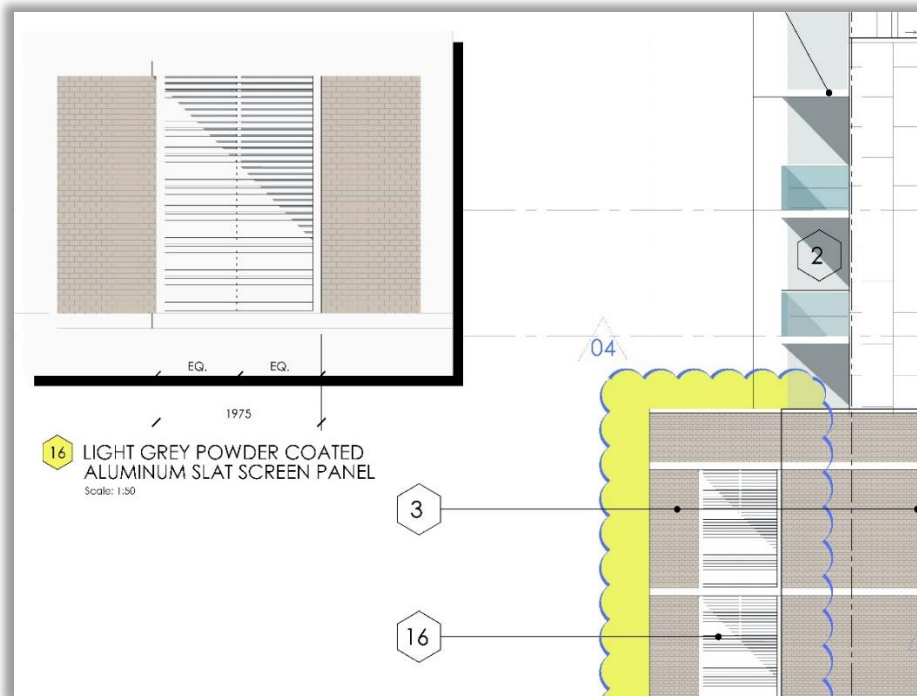 EQ. EQ.
1975
16 LIGHT GREY POWDER COATED
ALUMINUM SLAT SCREEN PANEL
Scale: 1:50
2
04
3
16